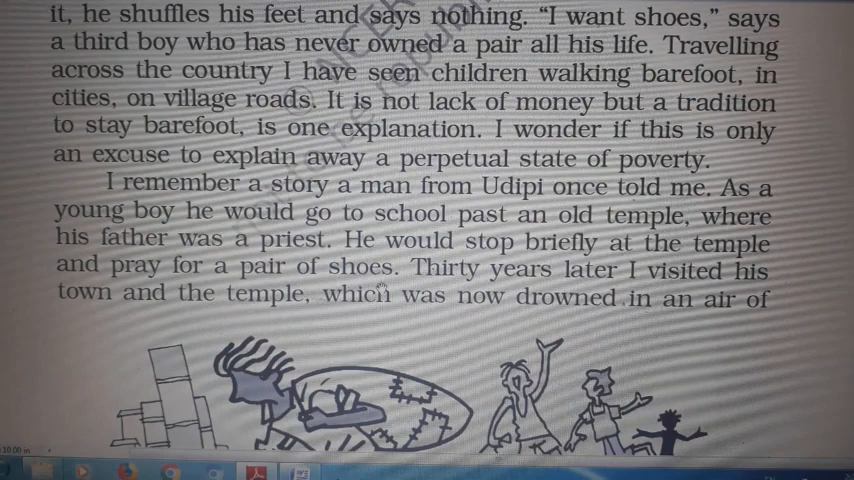 it, he shuffles his feet and says nothing. “I want shoes,” says
a third boy who has never owned a pair all his life. Travelling
across the country I have seen children walking barefoot, in
cities, on village roads. It is not lack of money but a tradition
to stay barefoot, is one explanation. I wonder if this is only
an excuse to explain away a perpetual state of poverty.
I remember a story a man from Udipi once told me. As a
young boy he would go to school past an old temple, where
his father was a priest. He would stop briefly at the temple
and pray for a pair of shoes. Thirty years later I visited his
town and the temple, which was now drowned in an air of
10.00 in